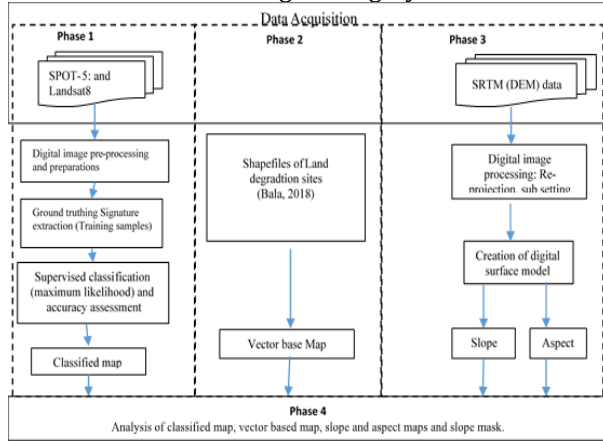 Data Acquisition
Phase 1
SPOT-5: and
Landsat8
Digital image pre-processing
and preparations
Ground truthing Signature
extraction (Training samples)
Supervised classification
(maximum likelihood) and
accuracy assessment
Classified map
Phase 2
Shapefiles of Land
degradtion sites
(Bala, 2018)
Vector base Map
Phase 3
SRTM (DEM) data
Digital image
processing: Re-
projection, sub setting
Creation of digital
surface model
Slope
Aspect
Phase 4
Analysis of classified map, vector based map, slope and aspect maps and slope mask.